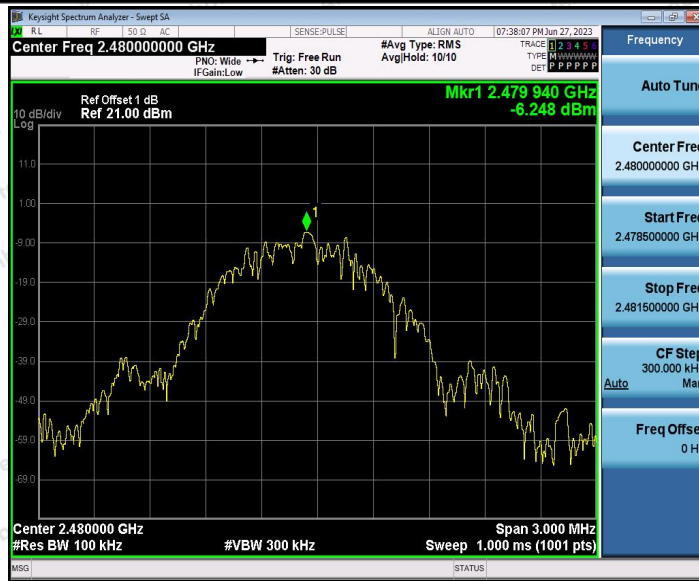 Keysight Spectrum Analyzer - Swept SA
RL RF 50 Ω AC SENSE:PULSE ALIGN AUTO 07:38:07 PM Jun 27, 2023
Center Freq 2.480000000 GHz
#Avg Type: RMS
TRACE 1 2 3 4 5 6
PNO: Wide Trig: Free Run Avg|Hold: 10/10
TYPE M W W W W W
IFGain:Low #Atten: 30 dB
DET P P P P P P
Frequency
Mkr1 2.479 940 GHz
-6.248 dBm
Ref Offset 1 dB
10 dB/div Ref 21.00 dBm
Log
11.0
1.00
-9.00
-19.0
-29.0
-39.0
-49.0
-59.0
-69.0
1
Center 2.480000 GHz Span 3.000 MHz
#Res BW 100 kHz #VBW 300 kHz Sweep 1.000 ms (1001 pts)
MSG STATUS
Auto Tun
Center Fre
2.480000000 GH
Start Fre
2.478500000 GH
Stop Fre
2.481500000 GH
CF Ste
300.000 kH
Auto Ma
Freq Offse
0 H